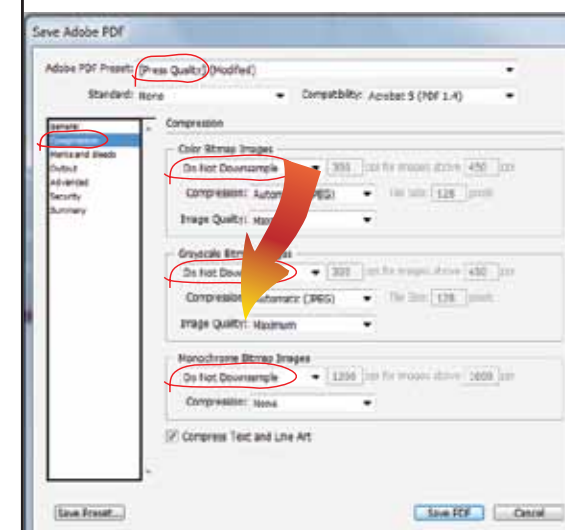 Save Adobe PDF
Adobe PDF Preset: [Press Quality] (Modified)
Standard: None Compatibility: Acrobat 5 (PDF 1.4)
General
Compression
Marks and Bleeds
Output
Advanced
Security
Summary
Compression
Color Bitmap Images
Do Not Downsample 300 ppi for images above 450 ppi
Compression: (JPEG) Tile Size: 128 pixels
Image Quality:
Grayscale
Do Not 300 ppi for images above 450 ppi
Compression: Automatic (JPEG) Tile Size: 128 pixels
Image Quality: Maximum
Monochrome Bitmap Images
Do Not Downsample 1200 ppi for images above 1800 ppi
Compression: None
Compress Text and Line Art
Save Preset... Save PDF Cancel